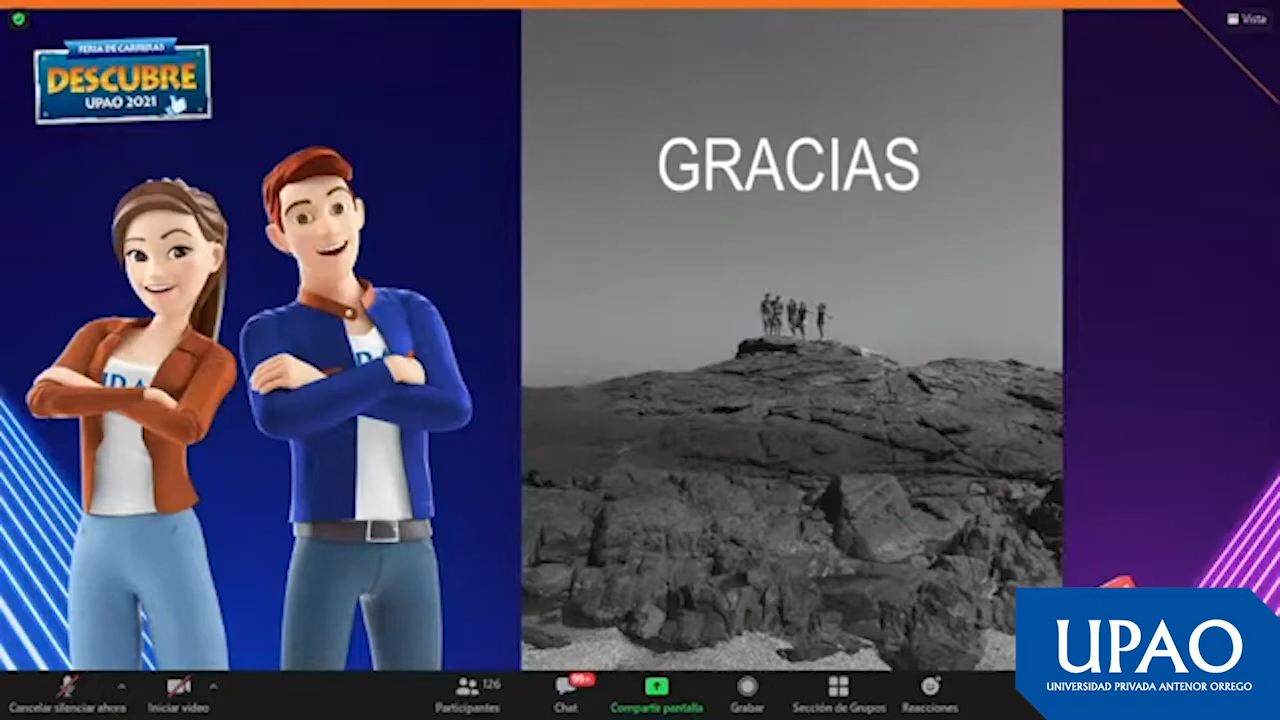 Vista
FERIA DE CARRERAS
DESCUBRE
UPAO 2021
GRACIAS
UPAO
UNIVERSIDAD PRIVADA ANTENOR ORREGO
Cancelar silenciar ahora
Iniciar video
126
Participantes
99+
Chat
Compartir pantalla
Grabar
Sección de Grupos
Reacciones